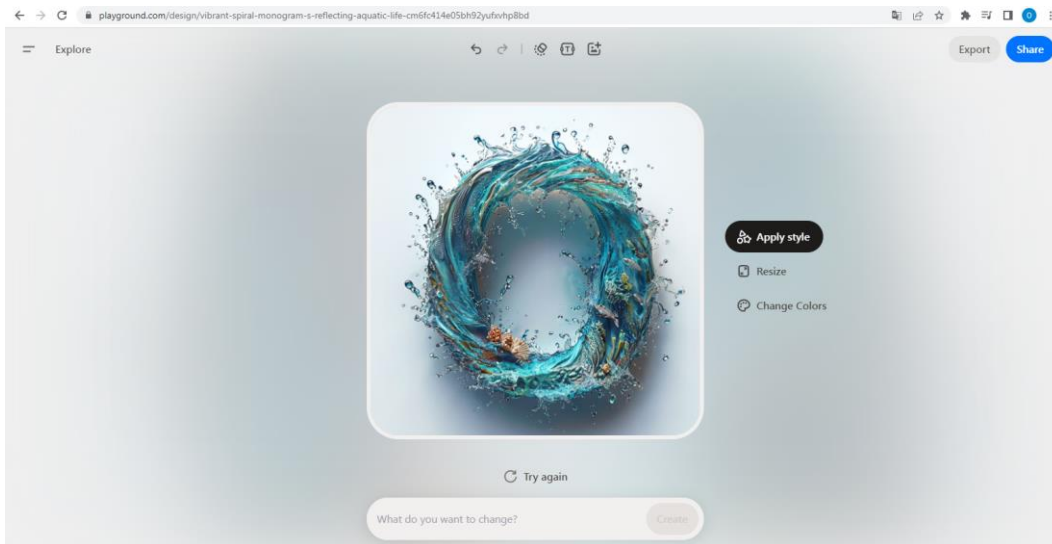 playground.com/design/vibrant-spiral-monogram-s-reflecting-aquatic-life-cm6fc414e05bh92yufxvhp8bd
Explore
T
Export
Share
Apply style
Resize
Change Colors
Try again
What do you want to change?
Create